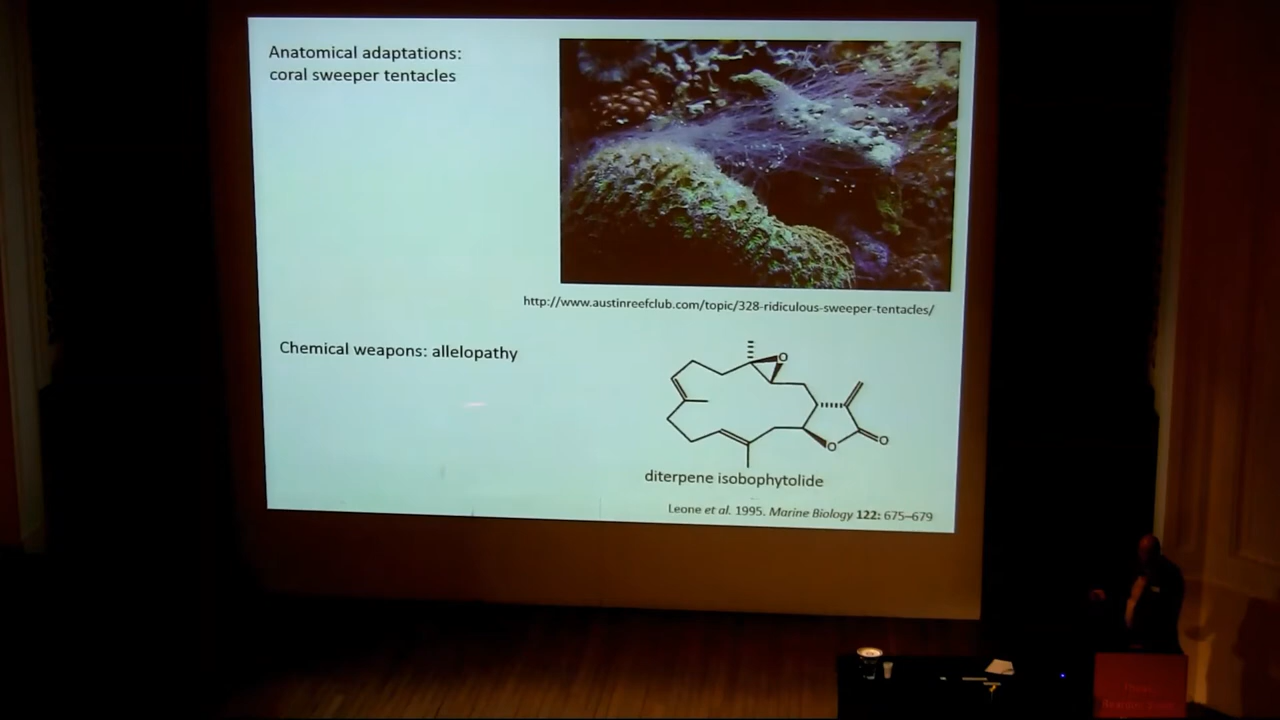 Anatomical adaptations:
coral sweeper tentacles
http://www.austinreefclub.com/topic/328-ridiculous-sweeper-tentacles/
Chemical weapons: allelopathy
O
O
O
diterpene isobophytolide
Leone et al. 1995. Marine Biology 122: 675–679